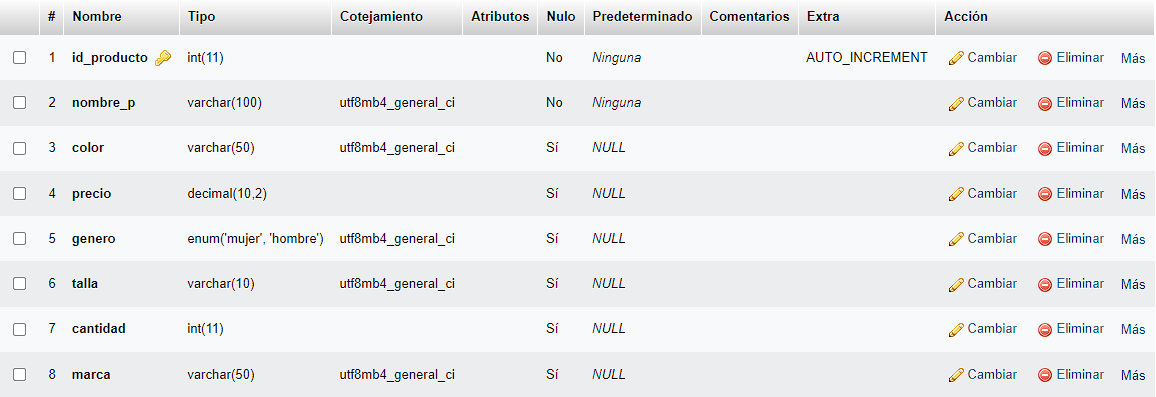 # Nombre Tipo Cotejamiento Atributos Nulo Predeterminado Comentarios Extra Acción
1 id_producto int(11) No Ninguna AUTO_INCREMENT Cambiar Eliminar Más
2 nombre_p varchar(100) utf8mb4_general_ci No Ninguna Cambiar Eliminar Más
3 color varchar(50) utf8mb4_general_ci Sí NULL Cambiar Eliminar Más
4 precio decimal(10,2) Sí NULL Cambiar Eliminar Más
5 genero enum('mujer', 'hombre') utf8mb4_general_ci Sí NULL Cambiar Eliminar Más
6 talla varchar(10) utf8mb4_general_ci Sí NULL Cambiar Eliminar Más
7 cantidad int(11) Sí NULL Cambiar Eliminar Más
8 marca varchar(50) utf8mb4_general_ci Sí NULL Cambiar Eliminar Más